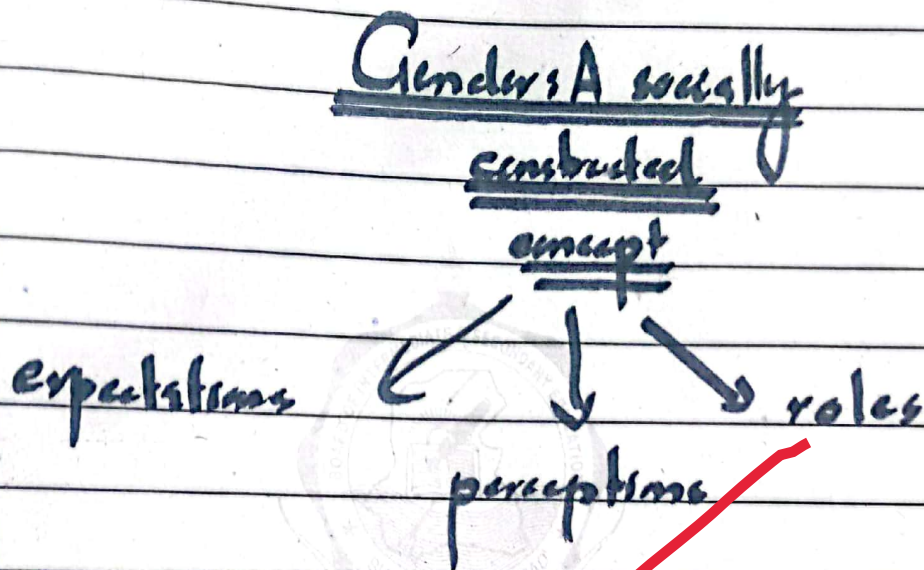 Gender: A socially
constructed
concept
expectations
roles
perceptions